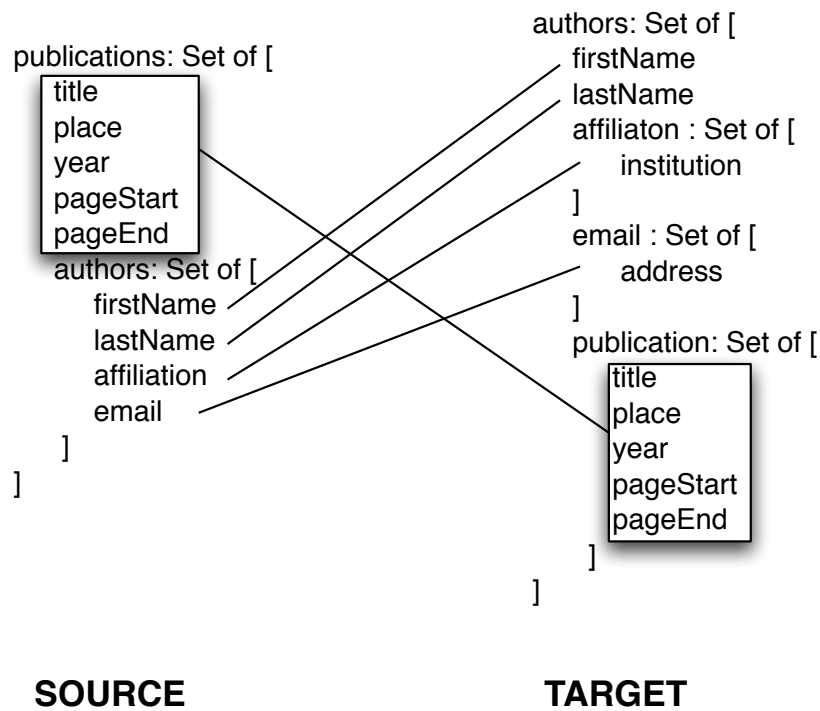 publications: Set of [
title
place
year
pageStart
pageEnd
authors: Set of [
firstName
lastName
affiliation
email
]
]
SOURCE
authors: Set of [
firstName
lastName
affiliaton : Set of [
institution
]
email : Set of [
address
]
publication: Set of [
title
place
year
pageStart
pageEnd
]
]
TARGET